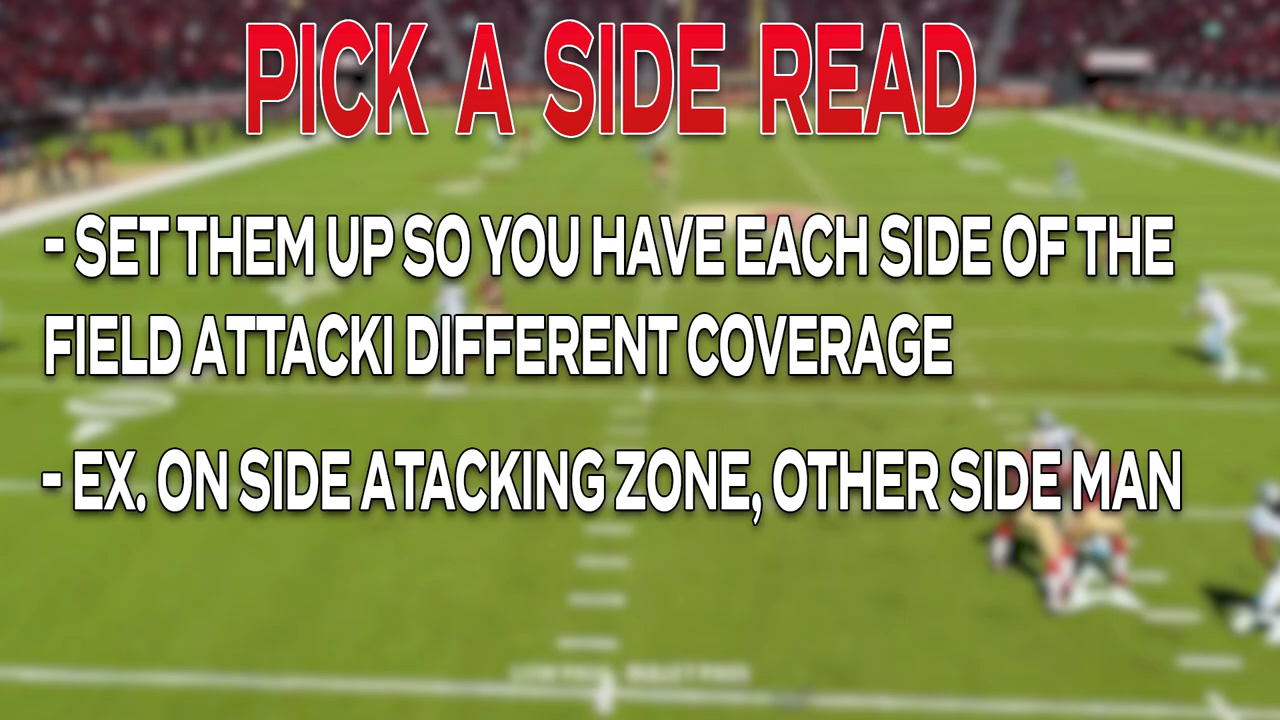 PICK A SIDE READ
- SET THEM UP SO YOU HAVE EACH SIDE OF THE
FIELD ATTACKI DIFFERENT COVERAGE
- EX. ON SIDE ATACKING ZONE, OTHER SIDE MAN